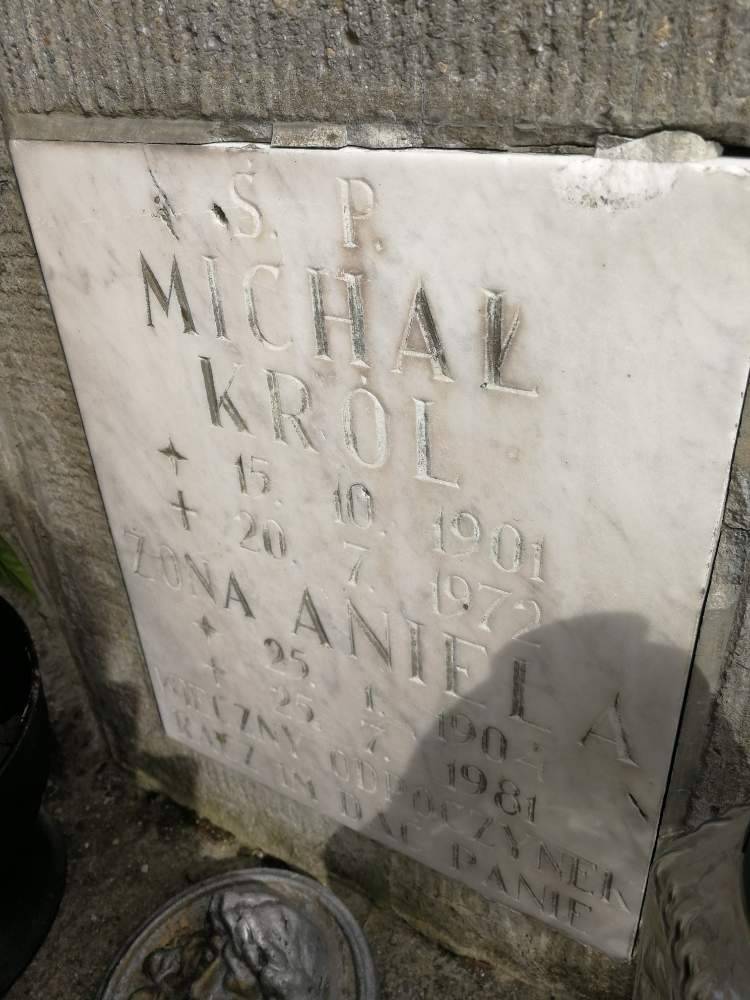 Ś. P.
MICHAŁ
KRÓL
15. 10. 1901
20. 7. 1972
ŻONA ANIELA
25. 1.
25. 7. 1981
WIECZNY ODPOCZYNEK
RACZ IM DAĆ PANIE